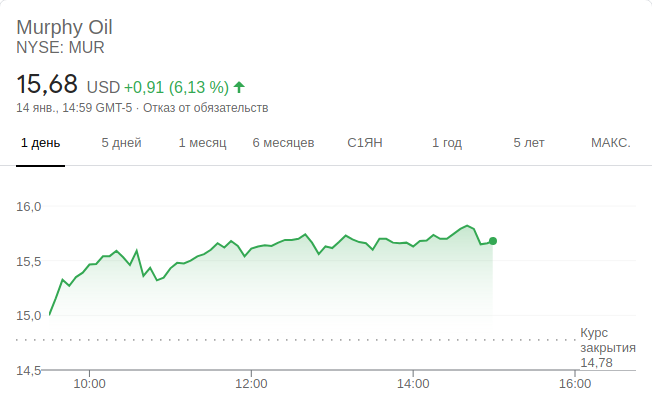 Murphy Oil
NYSE: MUR
15,68 USD +0,91 (6,13 %)
14 янв., 14:59 GMT-5 · Отказ от обязательств
1 день 5 дней 1 месяц 6 месяцев С1ЯН 1 год 5 лет МАКС.
16,0
15,5
15,0
Курс
закрытия
14,78
14,5
10:00 12:00 14:00 16:00